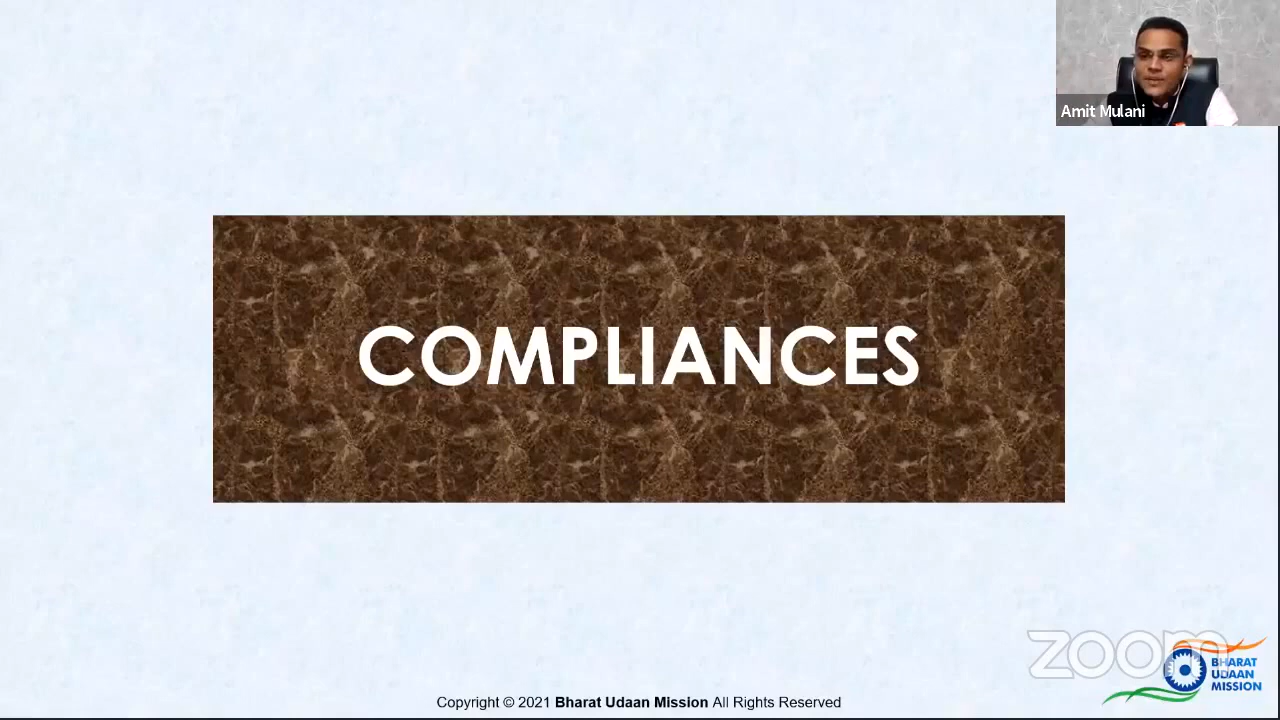 Amit Mulani
COMPLIANCES
zoom
BHARAT
UDAAN
MISSION
Copyright © 2021 Bharat Udaan Mission All Rights Reserved